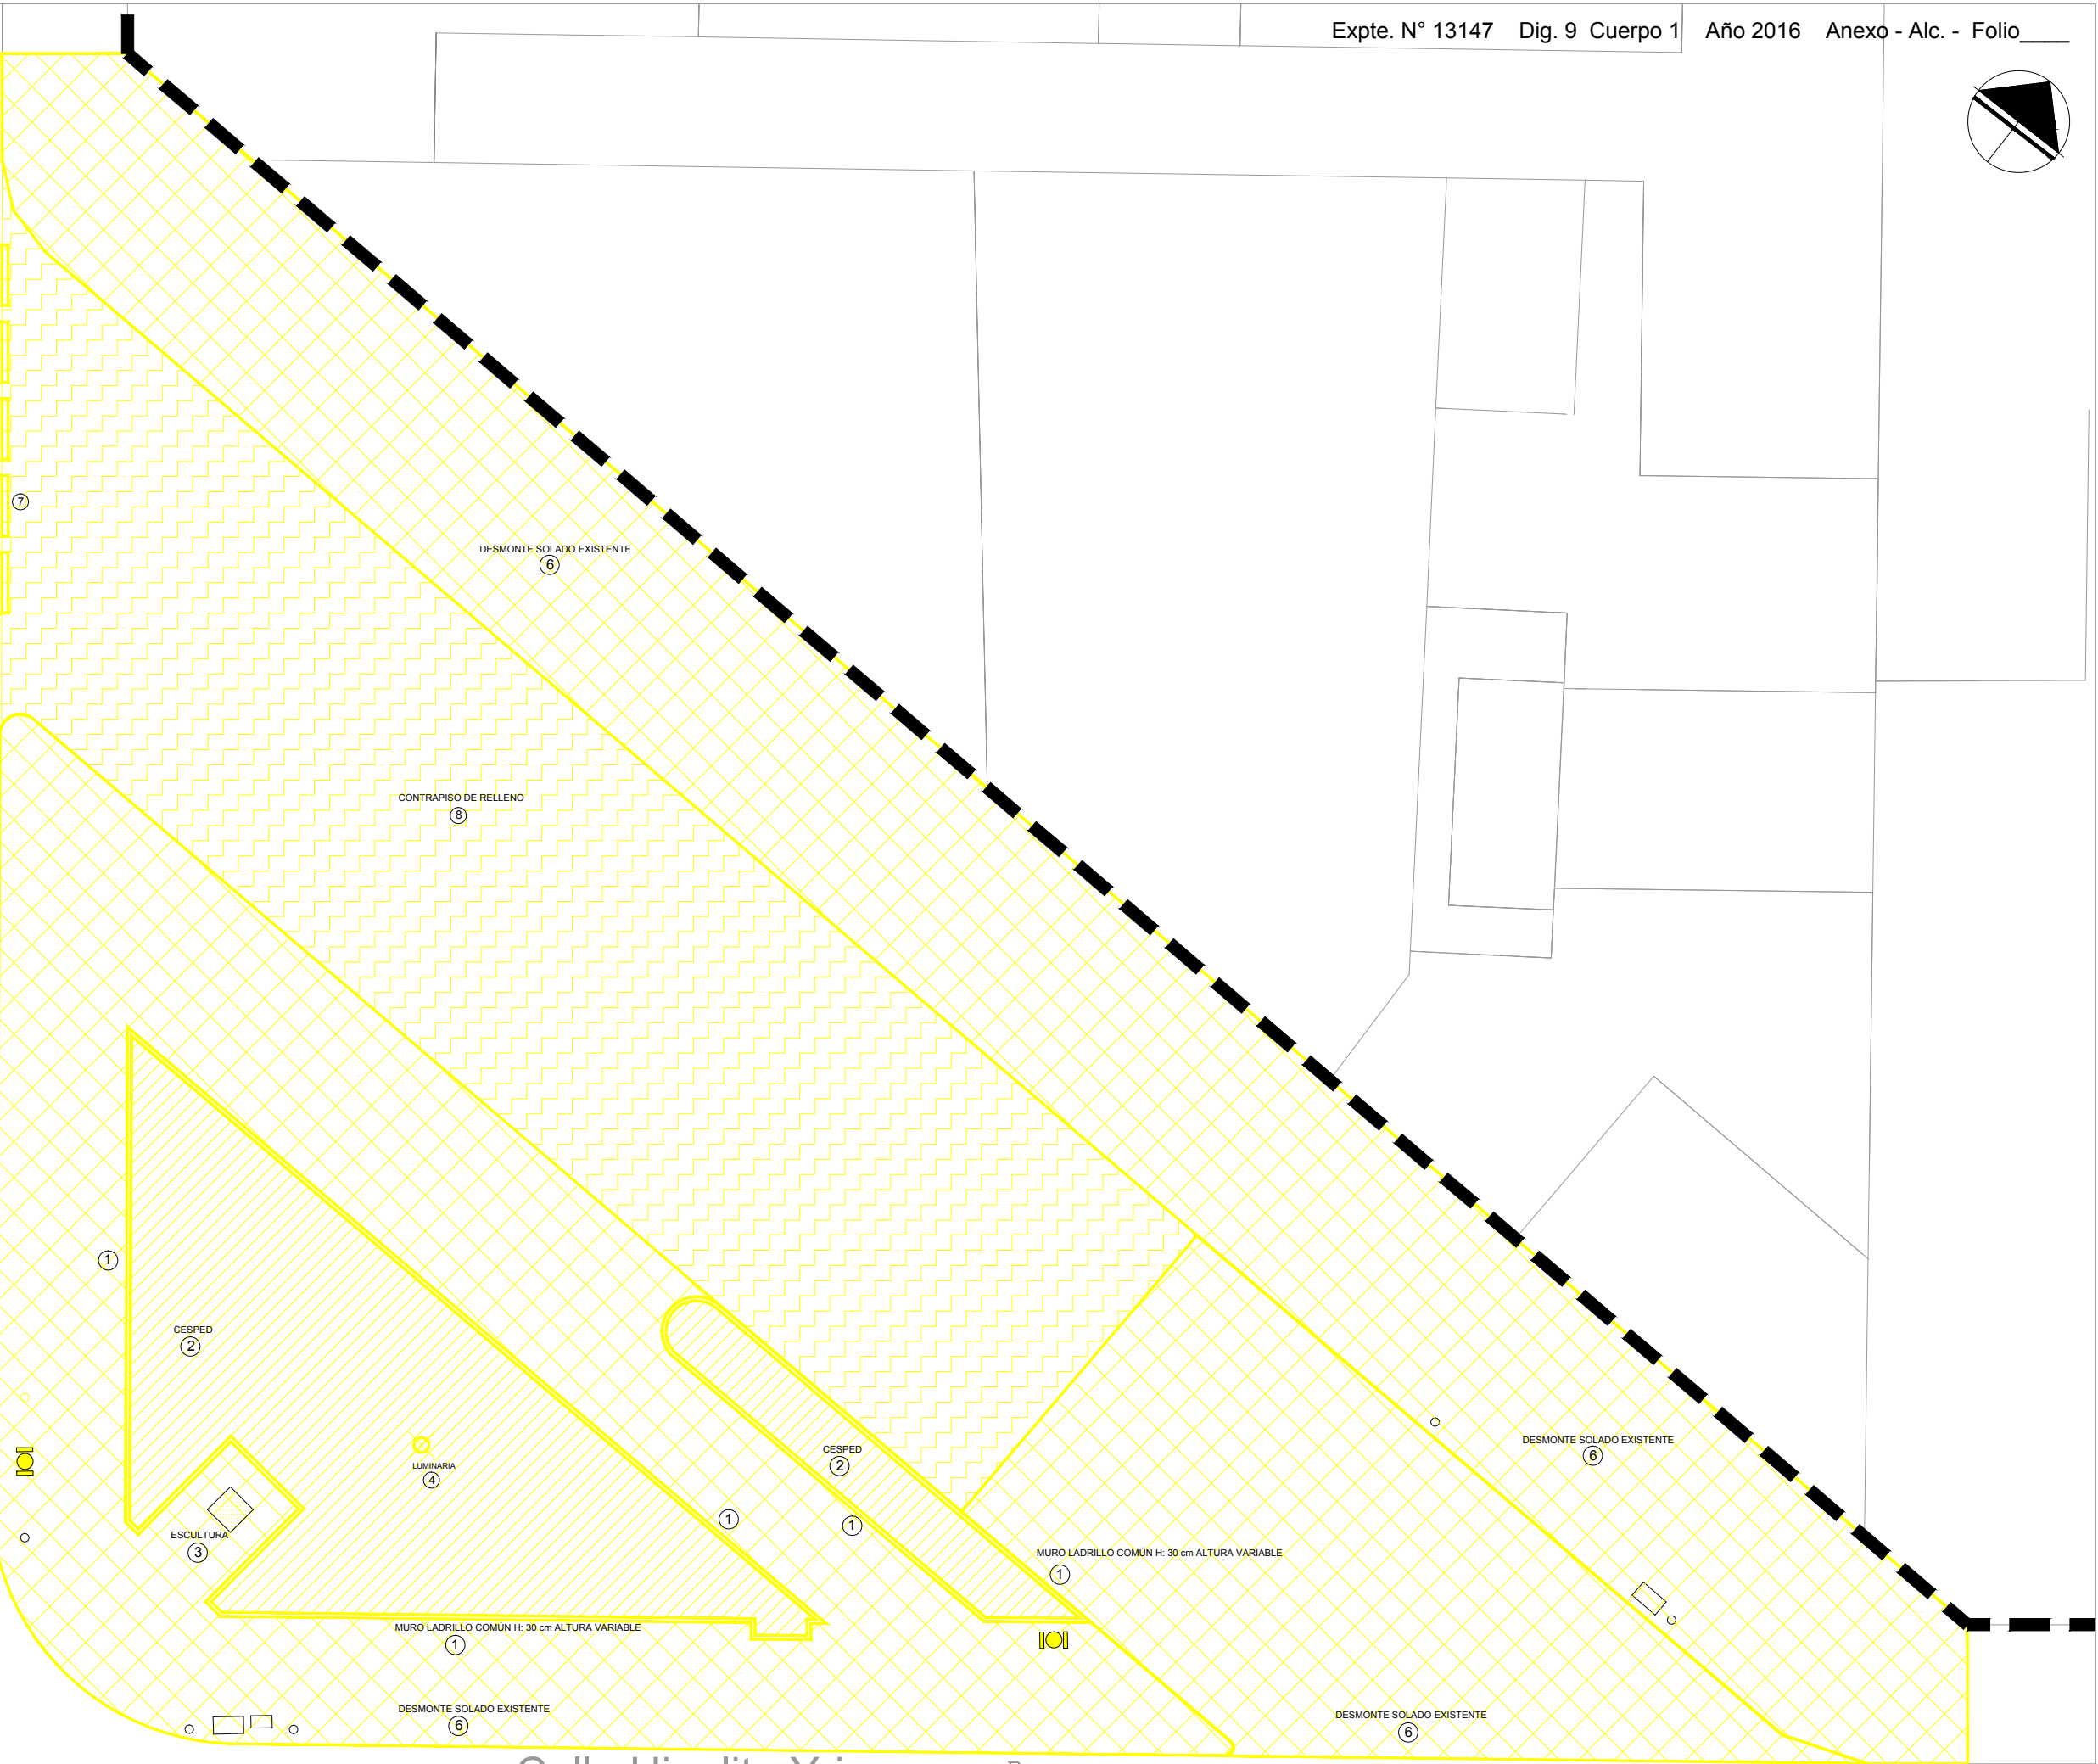 Expte. N° 13147 Dig. 9 Cuerpo 1 Año 2016 Anexo - Alc. - Folio____
7
DESMONTE SOLADO EXISTENTE
6
CONTRAPISO DE RELLENO
8
1
CESPED
2
LUMINARIA
4
ESCULTURA
3
1
CESPED
2
1
DESMONTE SOLADO EXISTENTE
6
MURO LADRILLO COMÚN H: 30 cm ALTURA VARIABLE
1
MURO LADRILLO COMÚN H: 30 cm ALTURA VARIABLE
1
DESMONTE SOLADO EXISTENTE
6
DESMONTE SOLADO EXISTENTE
6